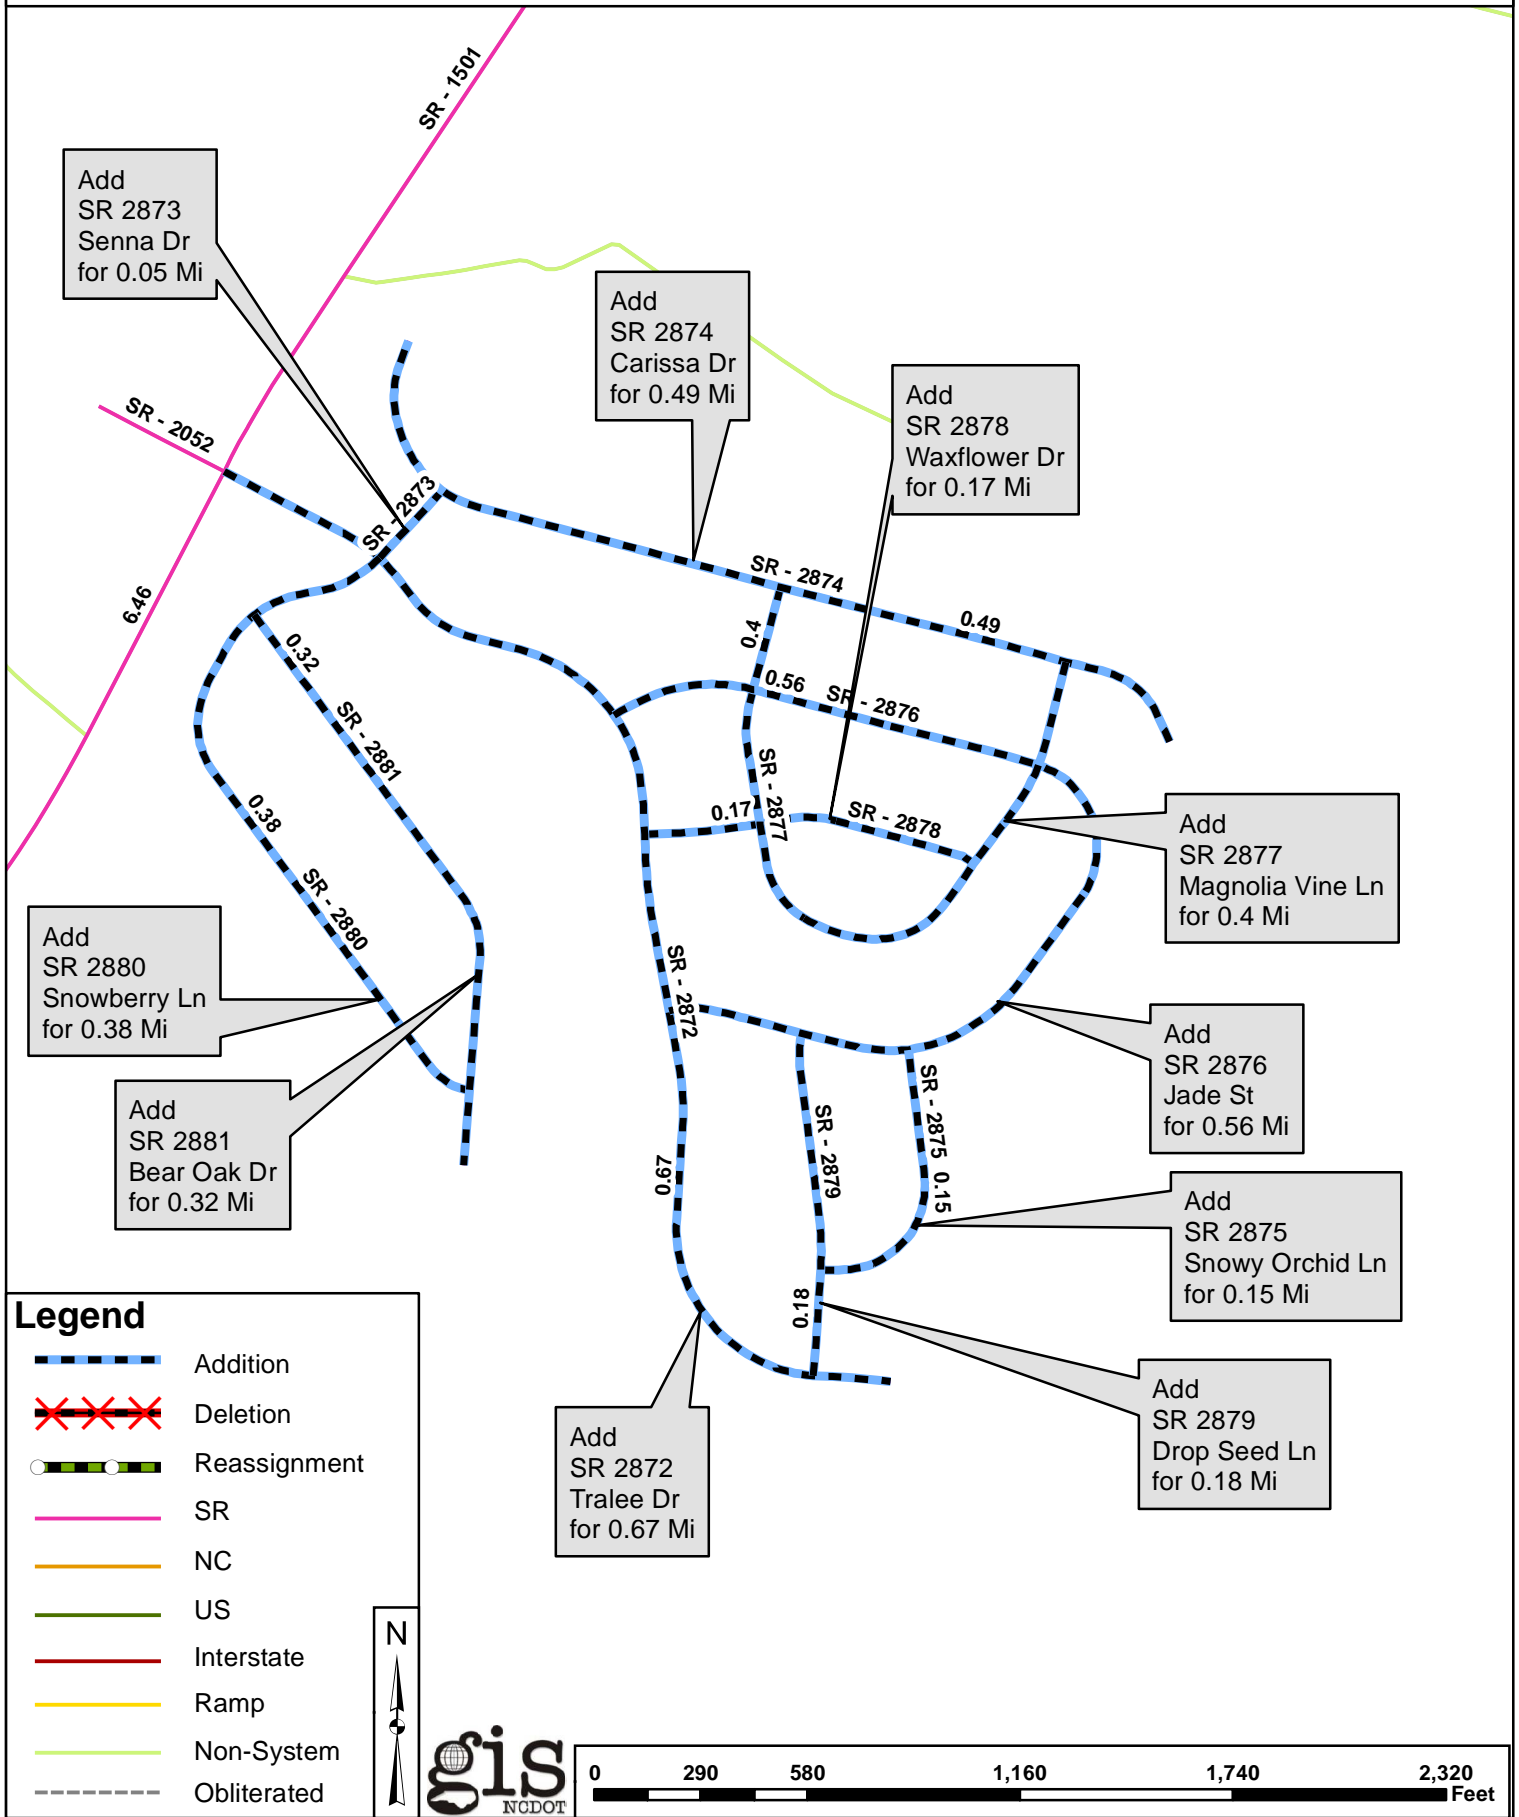 SR - 1501
Add
SR 2873
Senna Dr
for 0.05 Mi
Add
SR 2874
Carissa Dr
for 0.49 Mi
Add
SR 2878
Waxflower Dr
for 0.17 Mi
SR - 2052
SR - 2873
SR - 2874
0.49
6.46
0.4
0.32
0.56
SR - 2876
SR - 2881
SR - 2877
0.38
0.17
SR - 2878
Add
SR 2877
Magnolia Vine Ln
for 0.4 Mi
SR - 2880
Add
SR 2880
Snowberry Ln
for 0.38 Mi
SR - 2872
Add
SR 2876
Jade St
for 0.56 Mi
Add
SR 2881
Bear Oak Dr
for 0.32 Mi
SR - 2875
0.15
SR - 2879
0.67
Add
SR 2875
Snowy Orchid Ln
for 0.15 Mi
0.18
Add
SR 2879
Drop Seed Ln
for 0.18 Mi
Add
SR 2872
Tralee Dr
for 0.67 Mi
Legend
Addition
Deletion
Reassignment
SR
NC
US
Interstate
Ramp
Non-System
Obliterated
N
gis
NCDOT
0 290 580 1,160 1,740 2,320
Feet